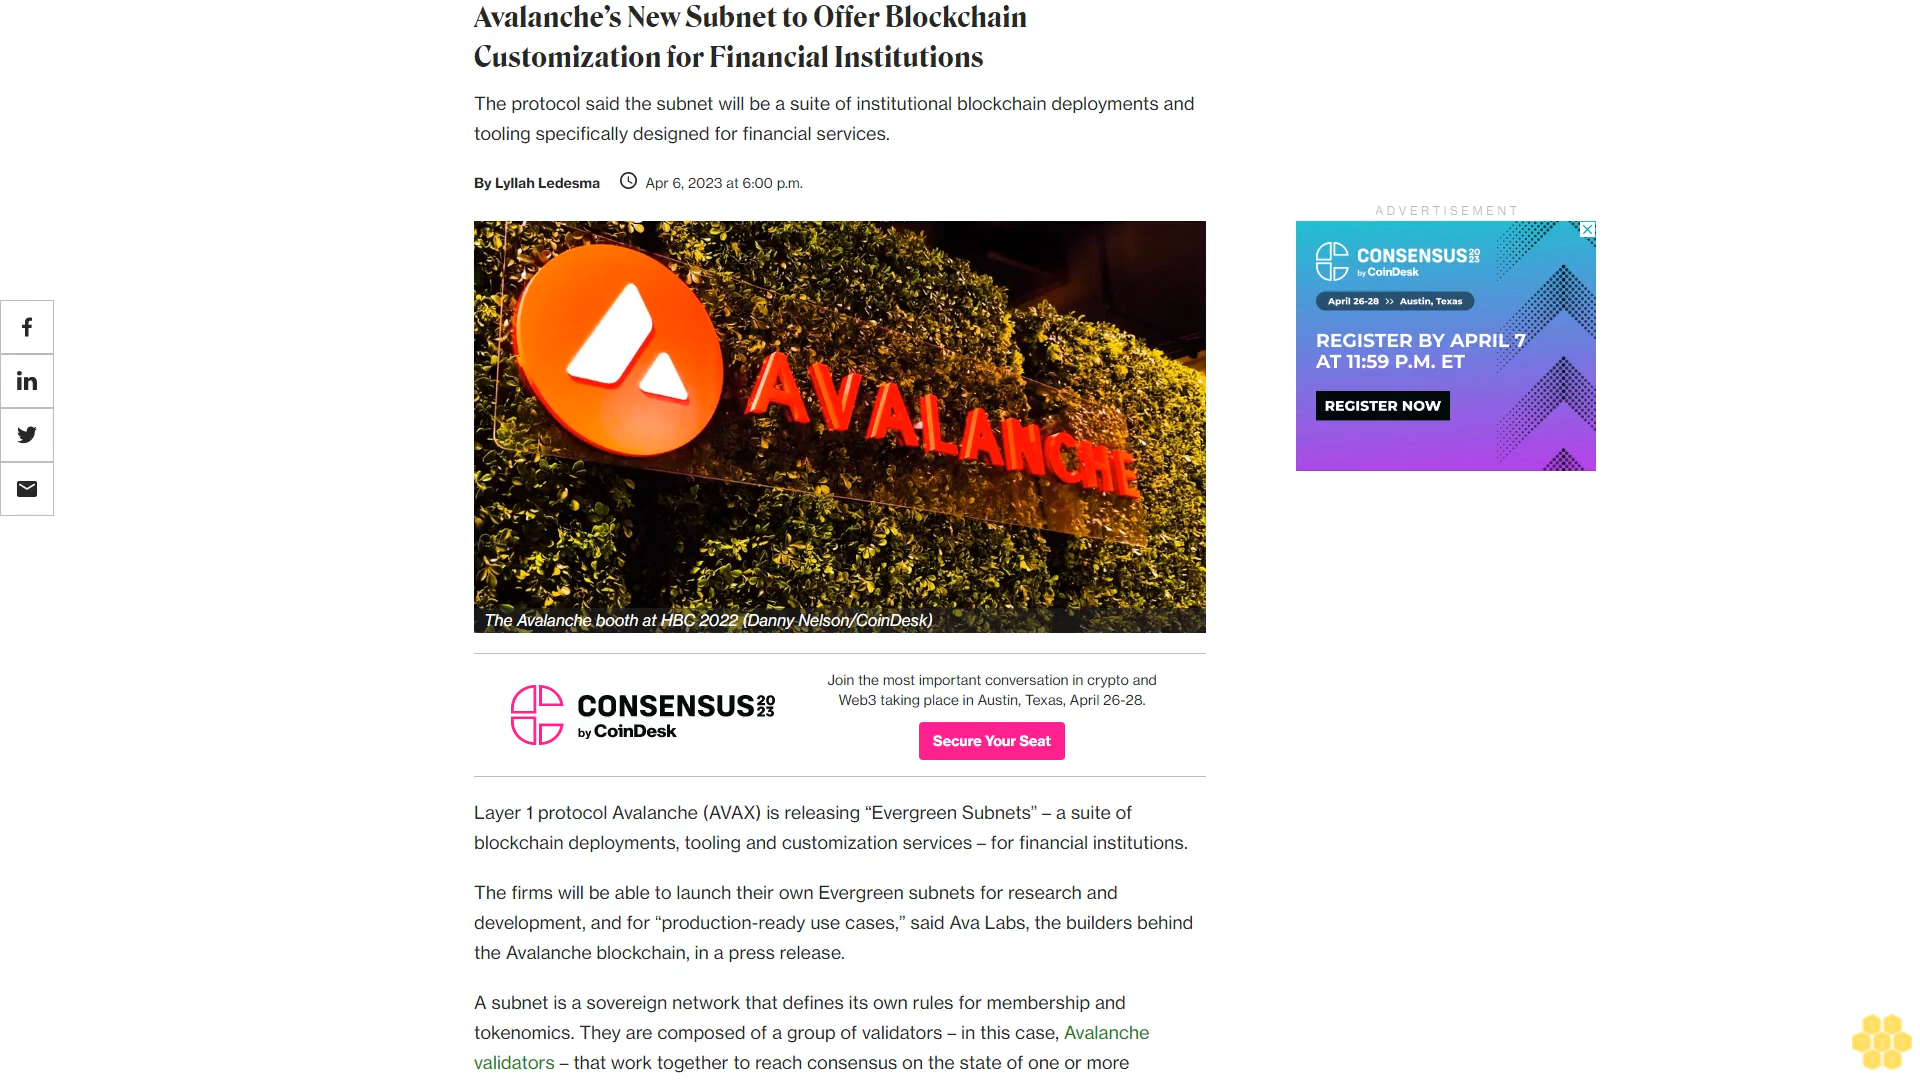 Avalanche’s New Subnet to Offer Blockchain
Customization for Financial Institutions
The protocol said the subnet will be a suite of institutional blockchain deployments and
tooling specifically designed for financial services.
By Lyllah Ledesma Apr 6, 2023 at 6:00 p.m.
AVALANCHE
The Avalanche booth at HBC 2022 (Danny Nelson/CoinDesk)
CONSENSUS 2023
by CoinDesk
Join the most important conversation in crypto and
Web3 taking place in Austin, Texas, April 26-28.
Secure Your Seat
Layer 1 protocol Avalanche (AVAX) is releasing “Evergreen Subnets” – a suite of
blockchain deployments, tooling and customization services – for financial institutions.
The firms will be able to launch their own Evergreen subnets for research and
development, and for “production-ready use cases,” said Ava Labs, the builders behind
the Avalanche blockchain, in a press release.
A subnet is a sovereign network that defines its own rules for membership and
tokenomics. They are composed of a group of validators – in this case, Avalanche
validators – that work together to reach consensus on the state of one or more
ADVERTISEMENT
CONSENSUS 2023
by CoinDesk
April 26-28 >> Austin, Texas
REGISTER BY APRIL 7
AT 11:59 P.M. ET
REGISTER NOW